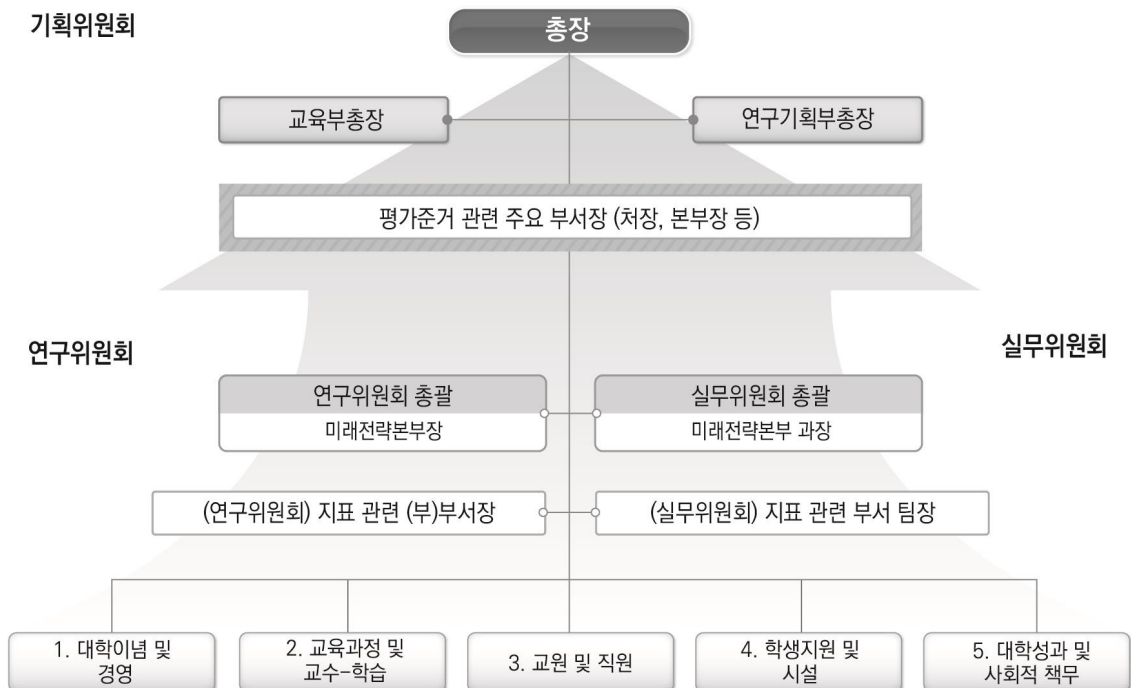 기획위원회
총장
교육부총장
연구기획부총장
평가준거 관련 주요 부서장 (처장, 본부장 등)
연구위원회
실무위원회
연구위원회 총괄
미래전략본부장
실무위원회 총괄
미래전략본부 과장
(연구위원회) 지표 관련 (부)부서장
(실무위원회) 지표 관련 부서 팀장
1. 대학이념 및
경영
2. 교육과정 및
교수-학습
3. 교원 및 직원
4. 학생지원 및
시설
5. 대학성과 및
사회적 책무